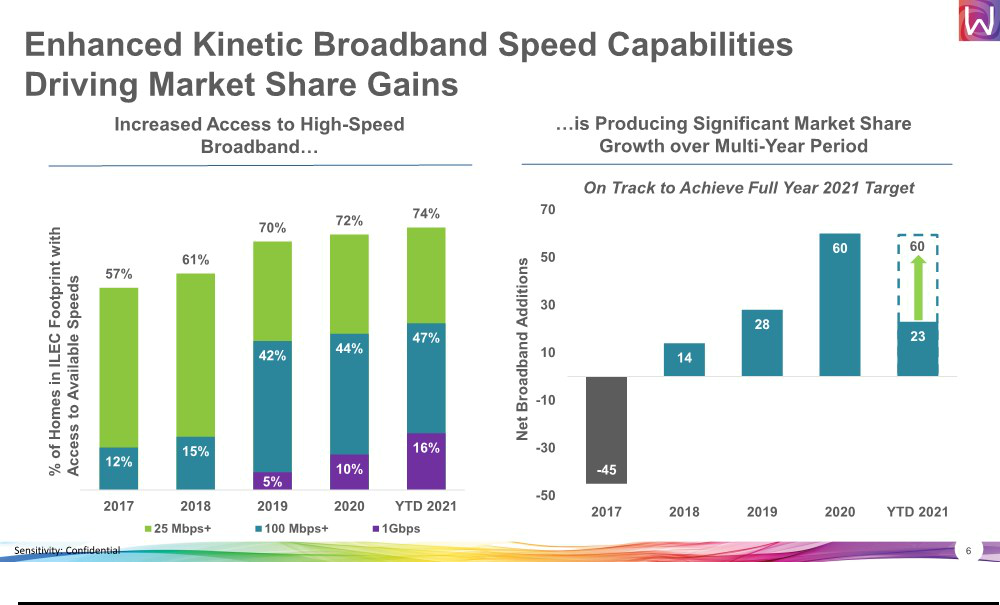 Enhanced Kinetic Broadband Speed Capabilities
Driving Market Share Gains
Increased Access to High-Speed
Broadband…
% of Homes in ILEC Footprint with
Access to Available Speeds
57%
61%
70%
72%
74%
12%
15%
42%
44%
47%
5%
10%
16%
2017
2018
2019
2020
YTD 2021
25 Mbps+
100 Mbps+
1Gbps
…is Producing Significant Market Share
Growth over Multi-Year Period
On Track to Achieve Full Year 2021 Target
Net Broadband Additions
70
50
30
10
-10
-30
-50
-45
14
28
60
60
23
2017
2018
2019
2020
YTD 2021
Sensitivity: Confidential
6